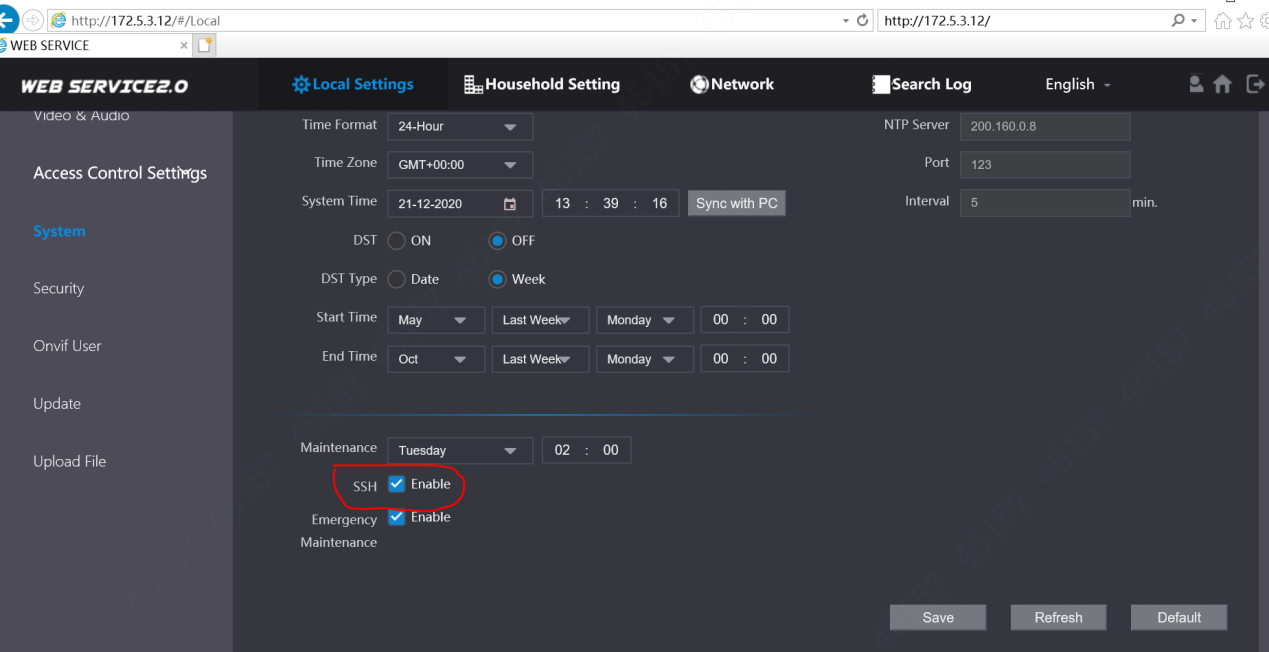 http://172.5.3.12/#/Local
http://172.5.3.12/
WEB SERVICE
WEB SERVICE2.0
Local Settings
Household Setting
Network
Search Log
English
Video & Audio
Access Control Settings
System
Security
Onvif User
Update
Upload File
Time Format 24-Hour
Time Zone GMT+00:00
System Time 21-12-2020 13 : 39 : 16 Sync with PC
DST ON OFF
DST Type Date Week
Start Time May Last Week Monday 00 : 00
End Time Oct Last Week Monday 00 : 00
Maintenance Tuesday 02 : 00
SSH Enable
Emergency Enable
Maintenance
NTP Server 200.160.0.8
Port 123
Interval 5 min.
Save Refresh Default
45157